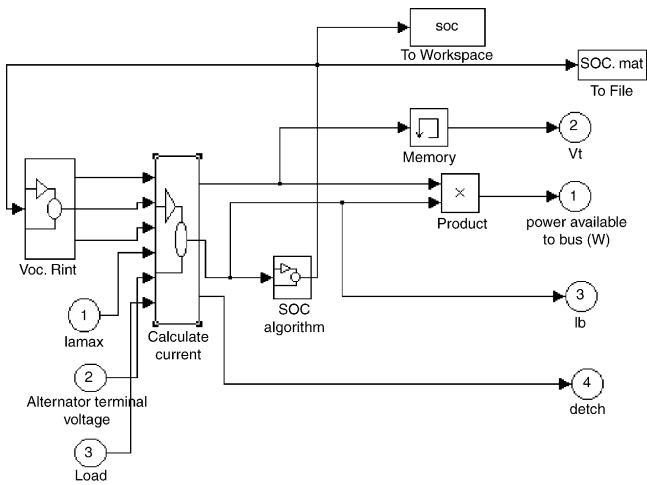 soc
To Workspace
SOC. mat
To File
2
Vt
Memory
×
Product
1
power available
to bus (W)
Voc. Rint
SOC
algorithm
3
Ib
1
Iamax
Calculate
current
2
Alternator terminal
voltage
4
detch
3
Load